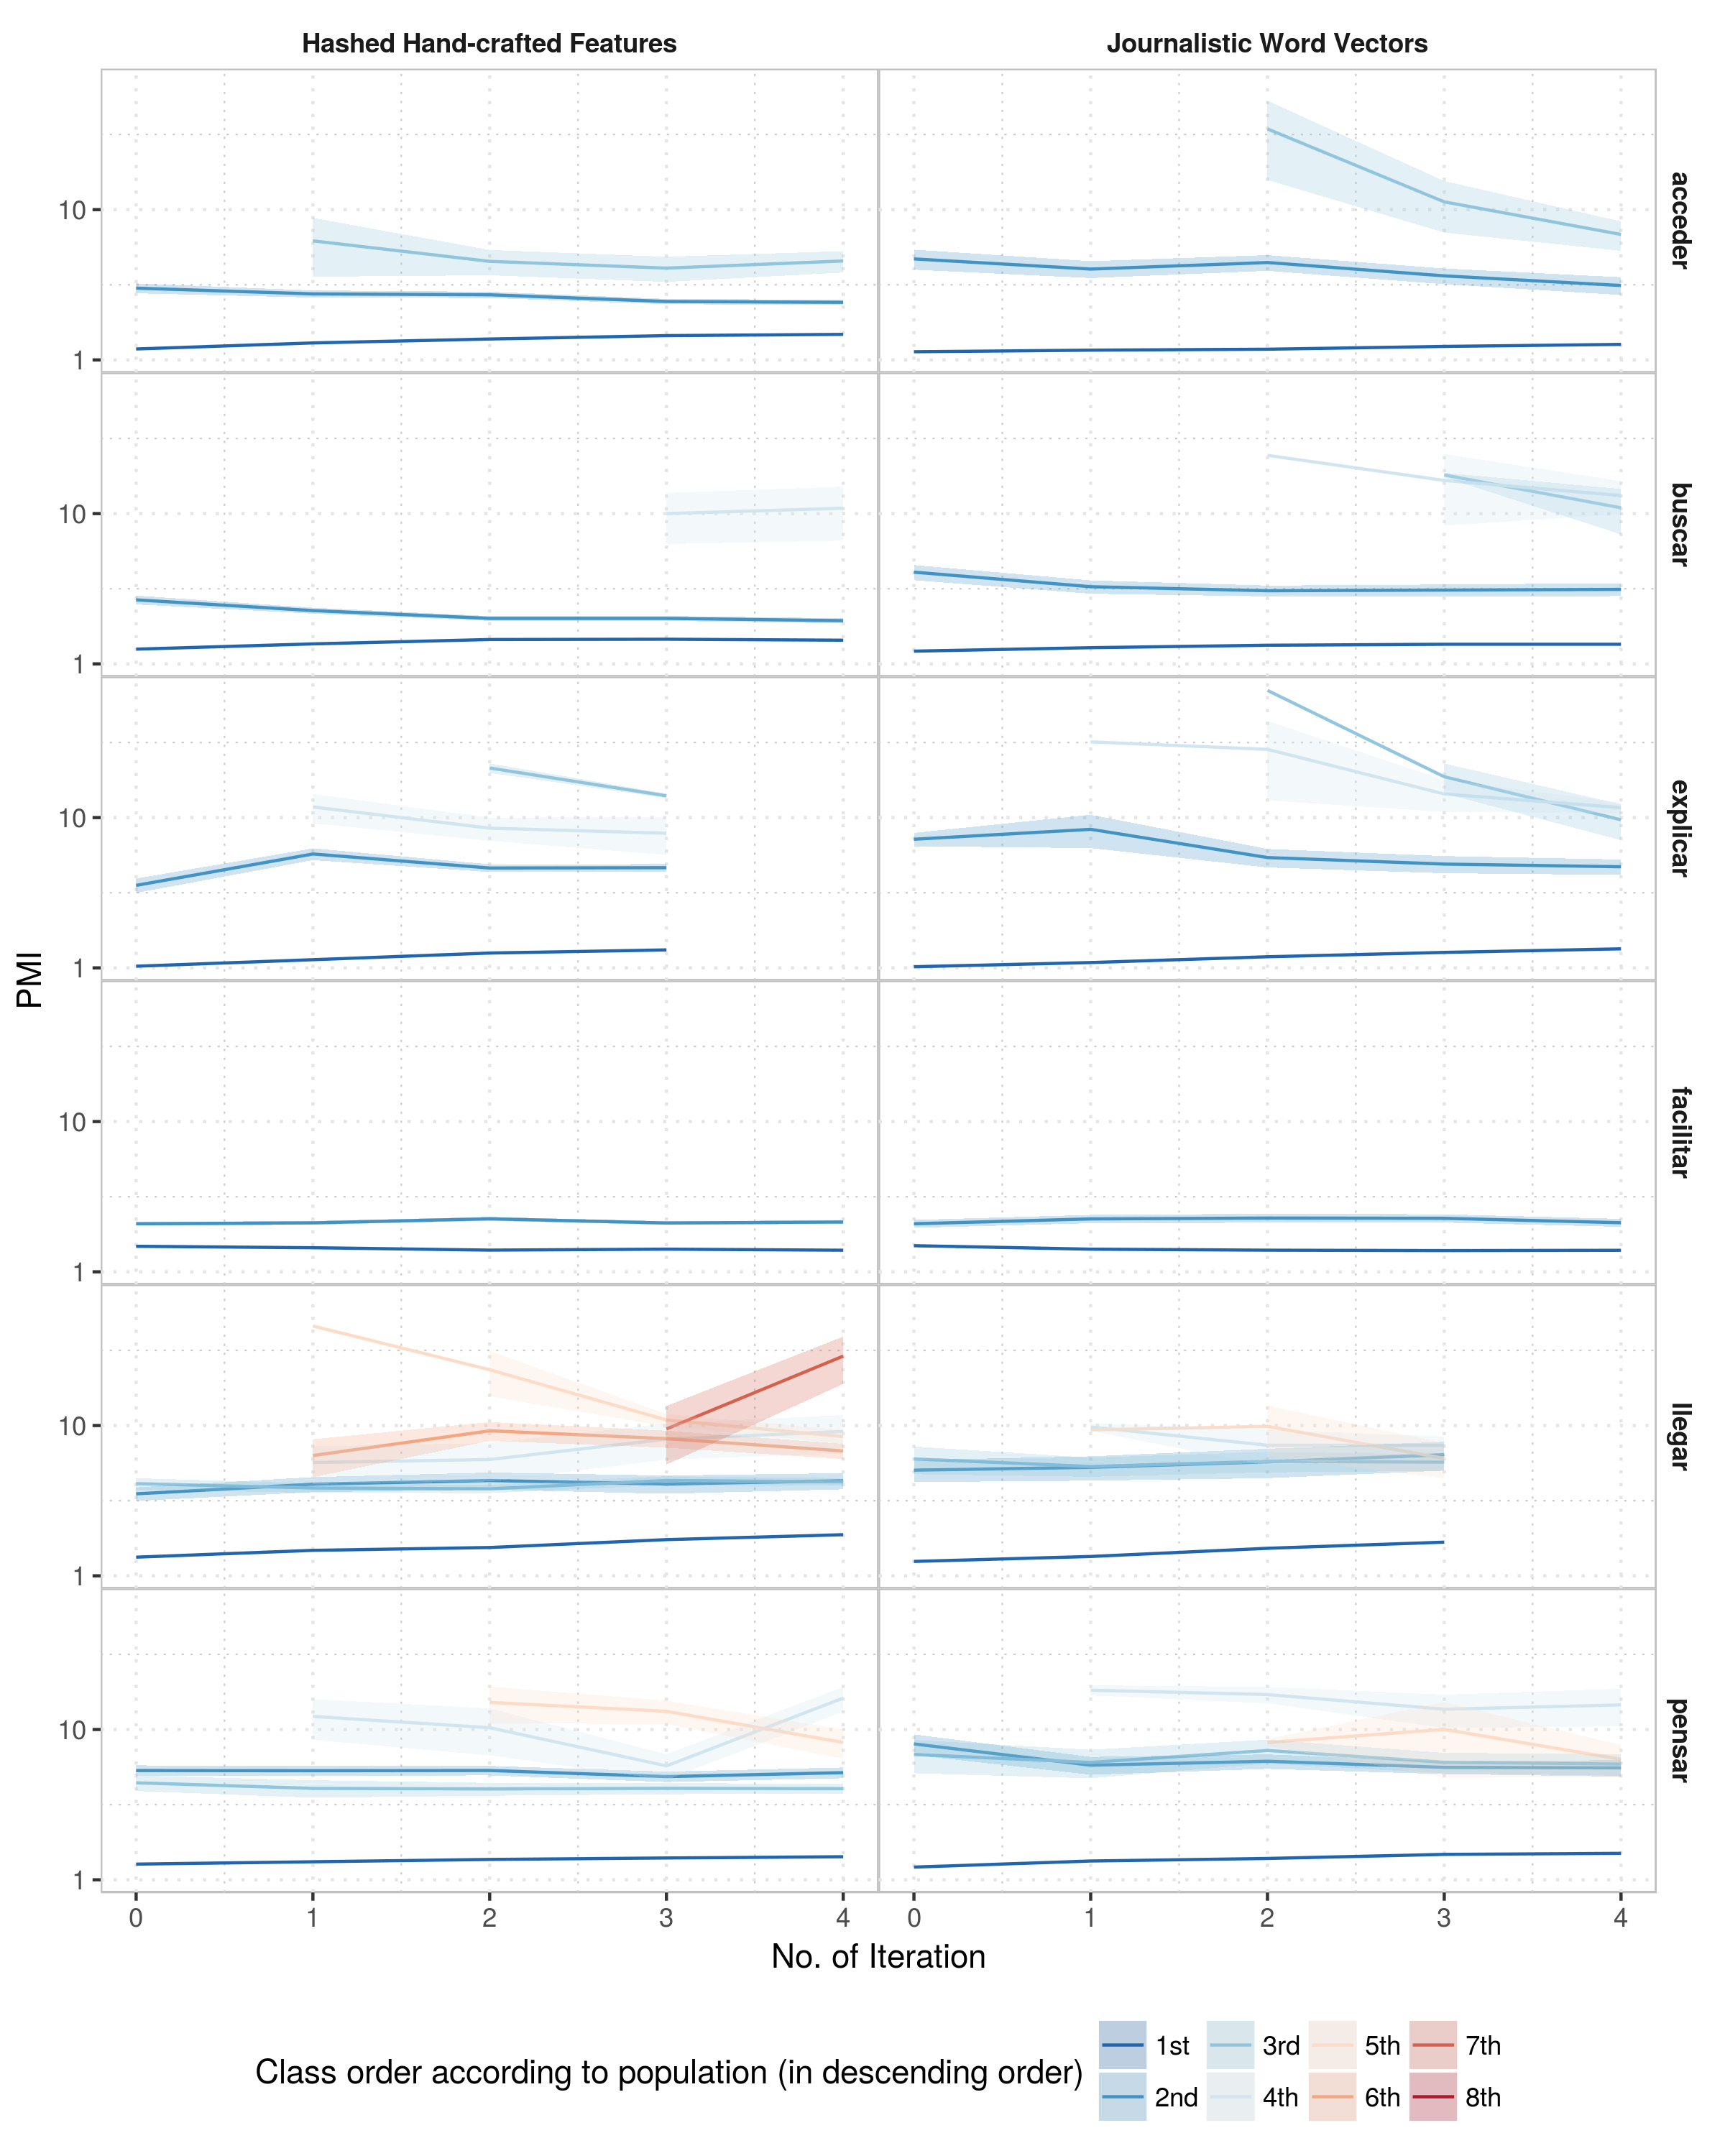 Hashed Hand-crafted Features
Journalistic Word Vectors
10
1
acceder
10
1
buscar
10
1
explicar
PMI
10
1
facilitar
10
1
llegar
10
1
pensar
0 1 2 3 4
0 1 2 3 4
No. of Iteration
Class order according to population (in descending order)
1st 3rd 5th 7th
2nd 4th 6th 8th